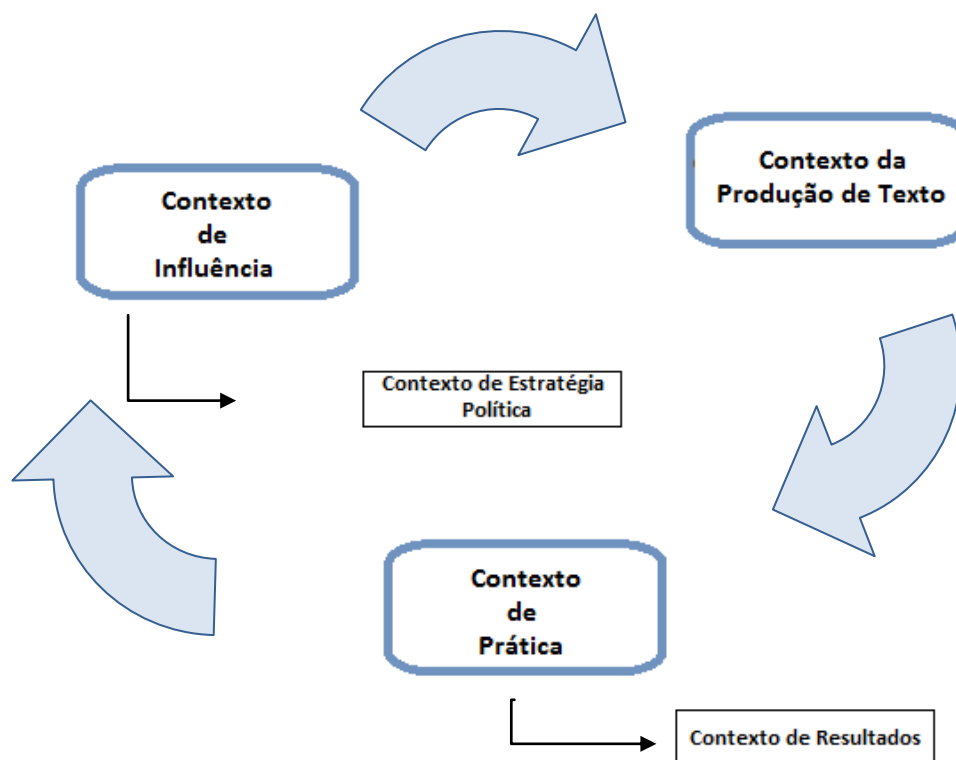 Contexto
de
Influência
Contexto da
Produção de Texto
Contexto de Estratégia
Política
Contexto
de
Prática
Contexto de Resultados